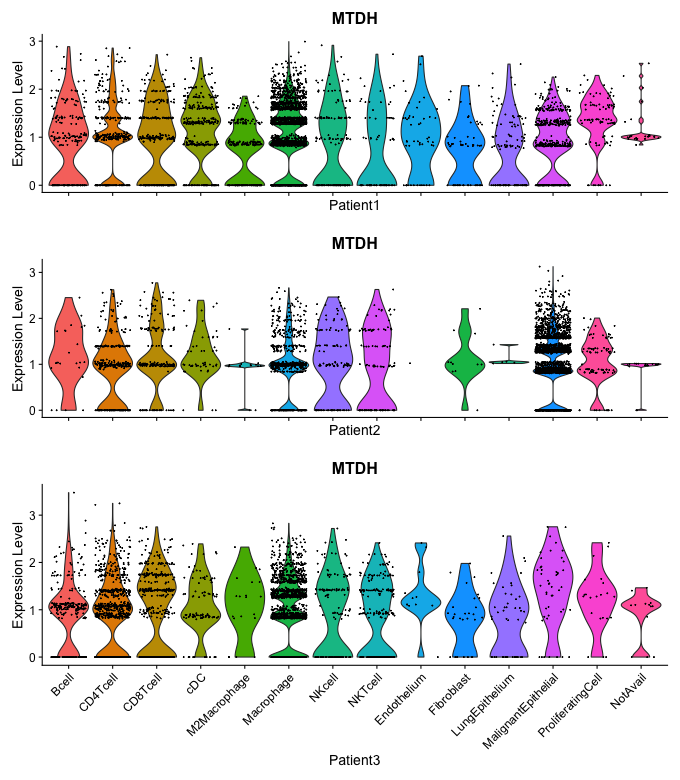 MTDH
Expression Level
3
2
1
0
Patient1
MTDH
Expression Level
3
2
1
0
Patient2
MTDH
Expression Level
3
2
1
0
Bcell
CD4Tcell
CD8Tcell
cDC
M2Macrophage
Macrophage
NKcell
NKTcell
Endothelium
Fibroblast
LungEpithelium
MalignantEpithelial
ProliferatingCell
NotAvail
Patient3